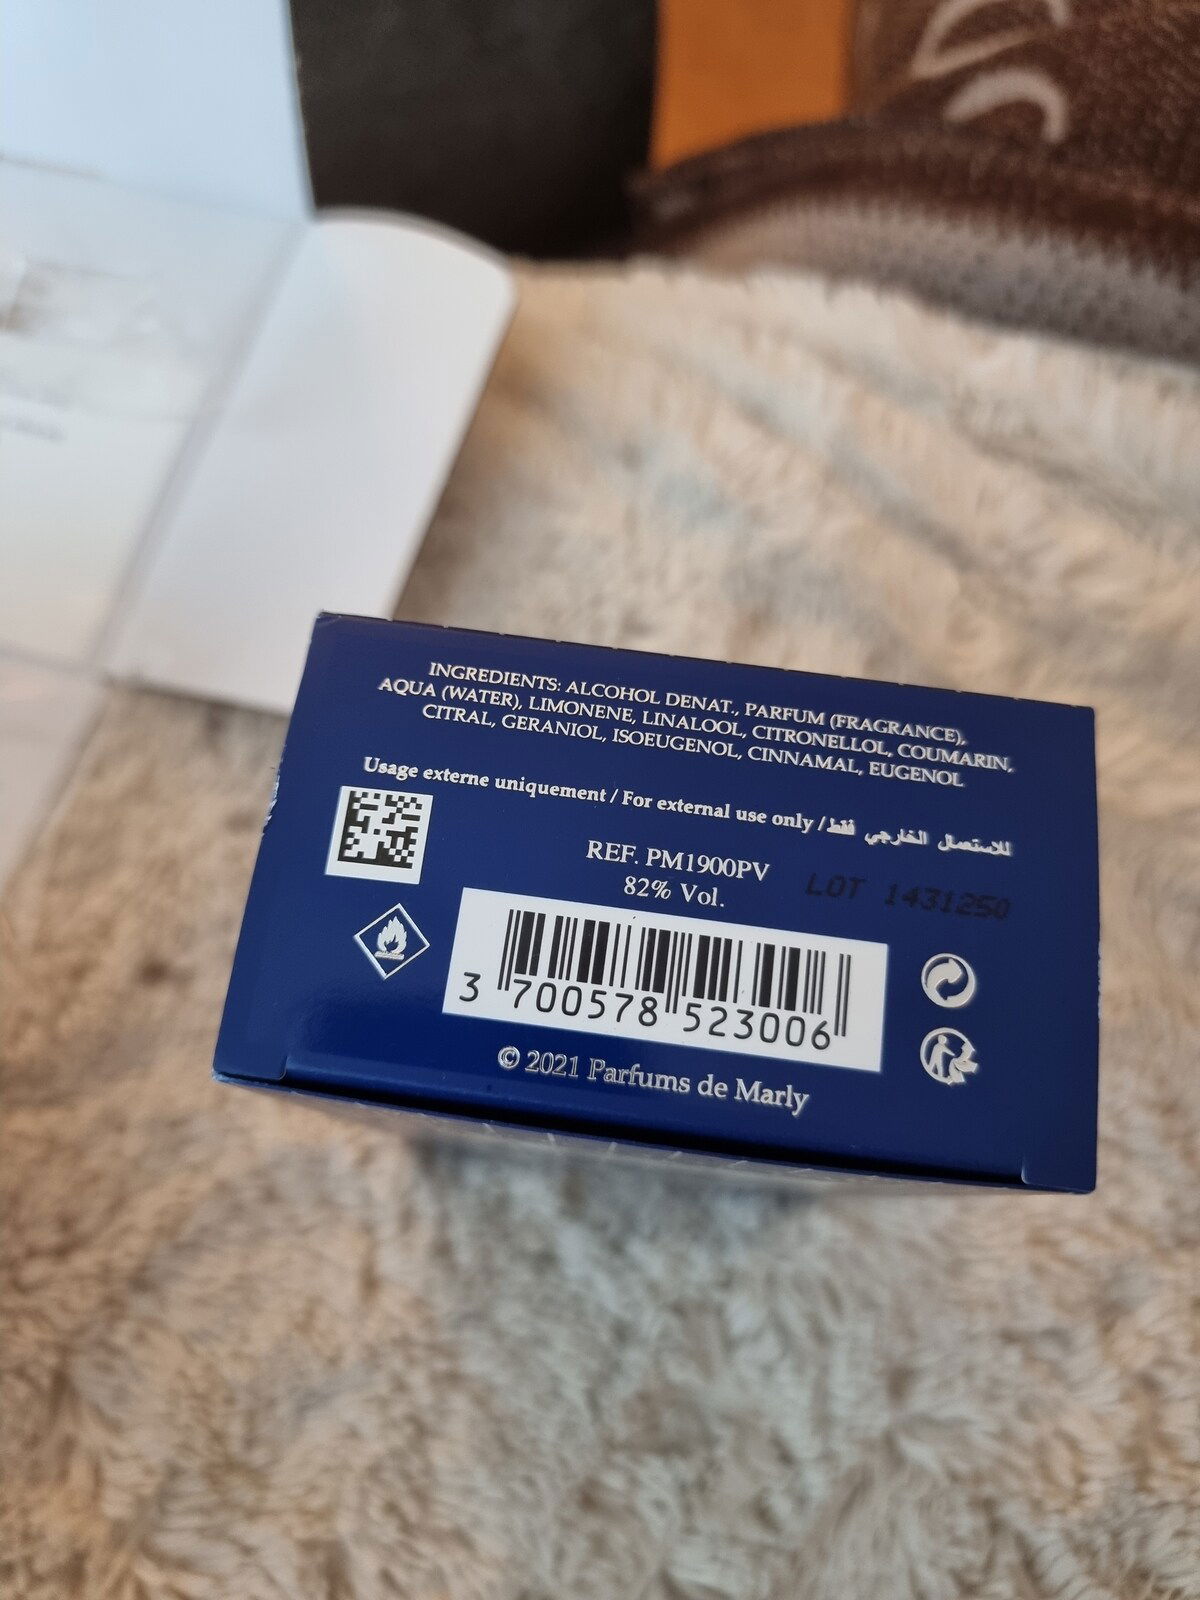 INGREDIENTS: ALCOHOL DENAT., PARFUM (FRAGRANCE),
AQUA (WATER), LIMONENE, LINALOOL, CITRONELLOL, COUMARIN,
CITRAL, GERANIOL, ISOEUGENOL, CINNAMAL, EUGENOL
Usage externe uniquement / For external use only / للاستعمال الخارجي فقط
REF. PM1900PV
82% Vol.
LOT 1431250
3 700578 523006
© 2021 Parfums de Marly